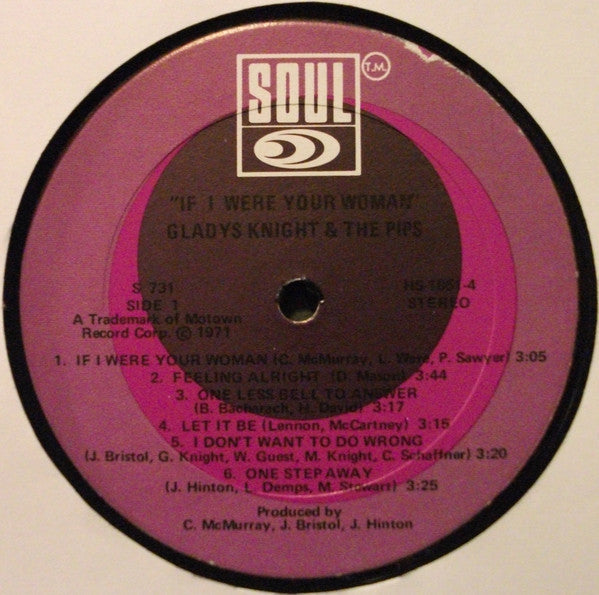 SOUL
T.M.
"IF I WERE YOUR WOMAN"
GLADYS KNIGHT & THE PIPS
S 731
SIDE 1
STEREO
A Trademark of Motown
Record Corp. © 1971
1. IF I WERE YOUR WOMAN (C. McMurray, L. Ware, P. Sawyer) 3:05
2. FEELING ALRIGHT (D. Mason) 3:44
3. ONE LESS BELL TO ANSWER
(B. Bacharach, H. David) 3:17
4. LET IT BE (Lennon, McCartney) 3:15
5. I DON'T WANT TO DO WRONG
(J. Bristol, G. Knight, W. Guest, M. Knight, C. Schaffner) 3:20
6. ONE STEP AWAY
(J. Hinton, L. Demps, M. Stewart) 3:25
Produced by
C. McMurray, J. Bristol, J. Hinton